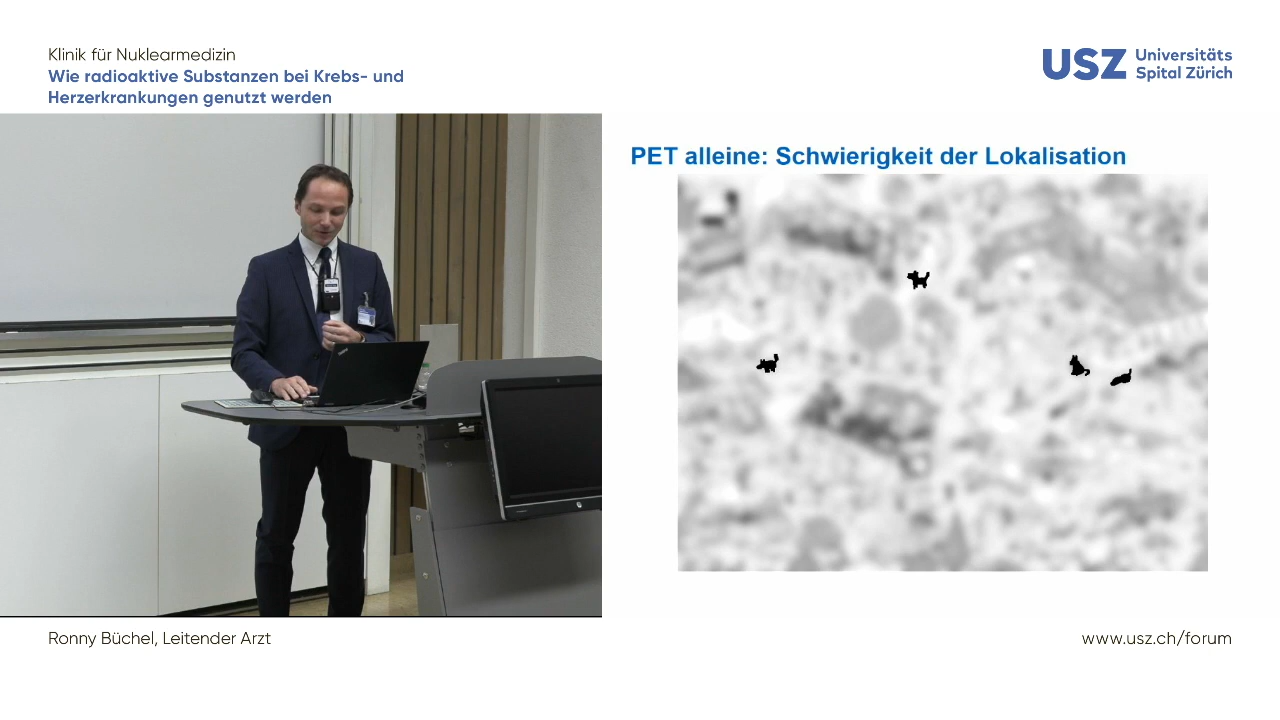 Klinik für Nuklearmedizin
Wie radioaktive Substanzen bei Krebs- und
Herzerkrankungen genutzt werden
USZ Universitäts
Spital Zürich
PET alleine: Schwierigkeit der Lokalisation
Ronny Büchel, Leitender Arzt
www.usz.ch/forum